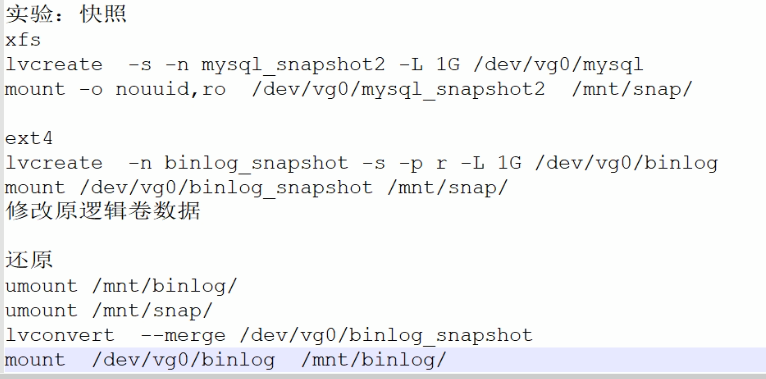 实验：快照
xfs
lvcreate  -s -n mysql_snapshot2 -L 1G /dev/vg0/mysql
mount -o nouuid,ro  /dev/vg0/mysql_snapshot2  /mnt/snap/
ext4
lvcreate  -n binlog_snapshot -s -p r -L 1G /dev/vg0/binlog
mount /dev/vg0/binlog_snapshot /mnt/snap/
修改原逻辑卷数据
还原
umount /mnt/binlog/
umount /mnt/snap/
lvconvert  --merge /dev/vg0/binlog_snapshot
mount  /dev/vg0/binlog  /mnt/binlog/